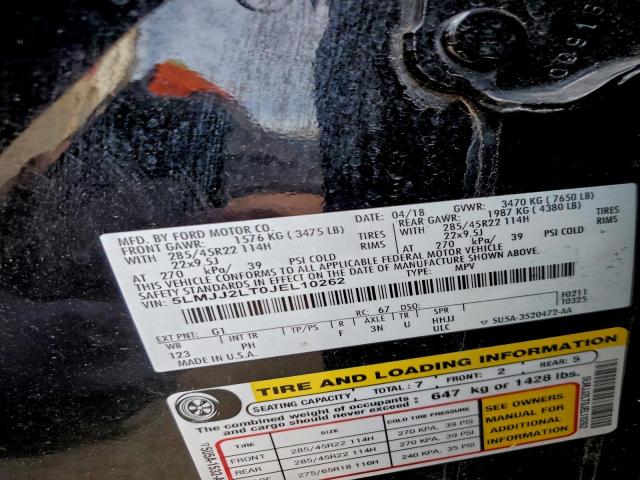 00918
MFD. BY FORD MOTOR CO.
DATE: 04/18 GVWR: 3470 KG ( 7650 LB)
FRONT GAWR: 1576 KG ( 3475 LB) REAR GAWR: 1987 KG ( 4380 LB)
285/45R22 114H TIRES 285/45R22 114H TIRES
22x9.5J RIMS 22x9.5J RIMS
AT 270 kPa/ 39 PSI COLD AT 270 kPa/ 39 PSI COLD
THIS VEHICLE CONFORMS TO ALL APPLICABLE FEDERAL MOTOR VEHICLE
SAFETY STANDARDS IN EFFECT ON THE DATE OF MANUFACTURE SHOWN ABOVE.
VIN: 5LMJJ2LT0JEL10262 TYPE: MPV
F0211
T0325
EXT PNT: G1 RC: 67 DSO:
WB INT TR TP/PS R AXLE TR SPR
123 PH F 3N U HHJJ
MADE IN U.S.A. ULC
5U5A-3520472-AA
TIRE AND LOADING INFORMATION
SEATING CAPACITY TOTAL: 7 FRONT: 2 REAR: 5
The combined weight of occupants and cargo should never exceed: 647 kg or 1428 lbs.
TIRE SIZE COLD TIRE PRESSURE
FRONT 285/45R22 114H 270 KPA, 39 PSI
REAR 285/45R22 114H 270 KPA, 39 PSI
275/65R18 116H 240 KPA, 35 PSI
SEE OWNERS
MANUAL FOR
ADDITIONAL
INFORMATION
5LMJJ2LT0JEL10262